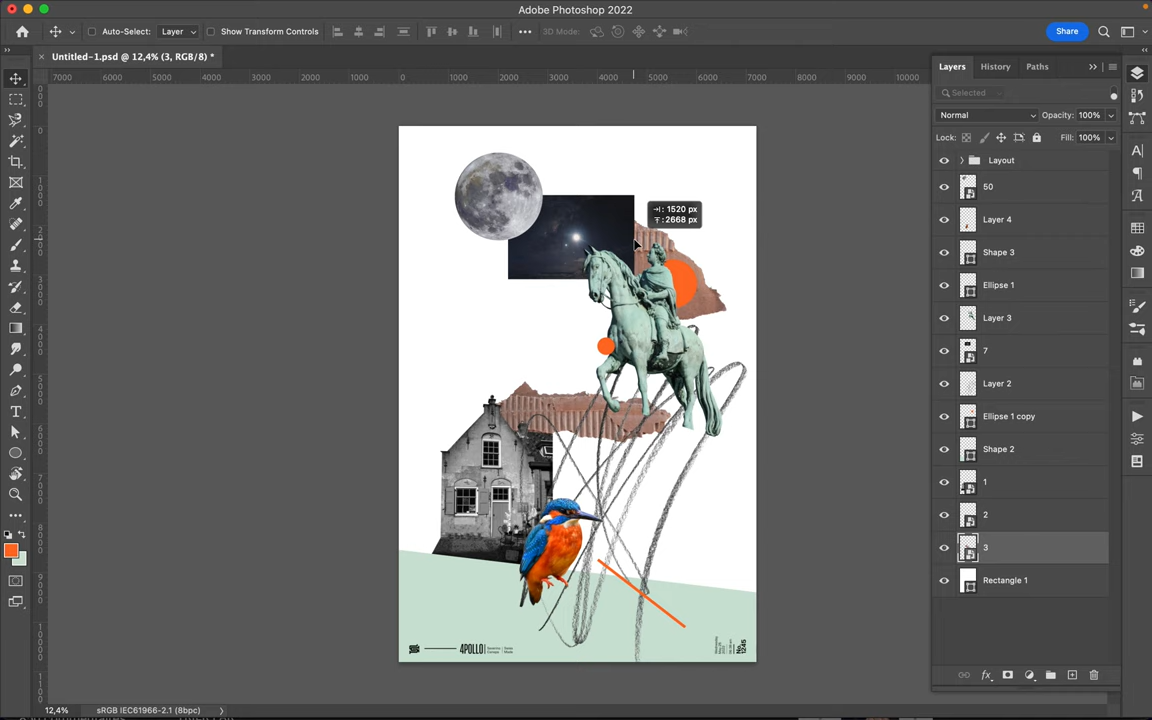 Adobe Photoshop 2022
Auto-Select: Layer Show Transform Controls 3D Mode: Share
Untitled-1.psd @ 12,4% (3, RGB/8) *
7000 6000 5000 4000 3000 2000 1000 0 1000 2000 3000 4000 5000 6000 7000 8000 9000 10000
Layers History Paths
Selected
Normal Opacity: 100%
Lock: Fill: 100%
Layout
50
Layer 4
Shape 3
Ellipse 1
Layer 3
7
Layer 2
Ellipse 1 copy
Shape 2
1
2
3
Rectangle 1
: 1520 px
: 2668 px
4POLLO
No. 1245
12,4% sRGB IEC61966-2.1 (8bpc)